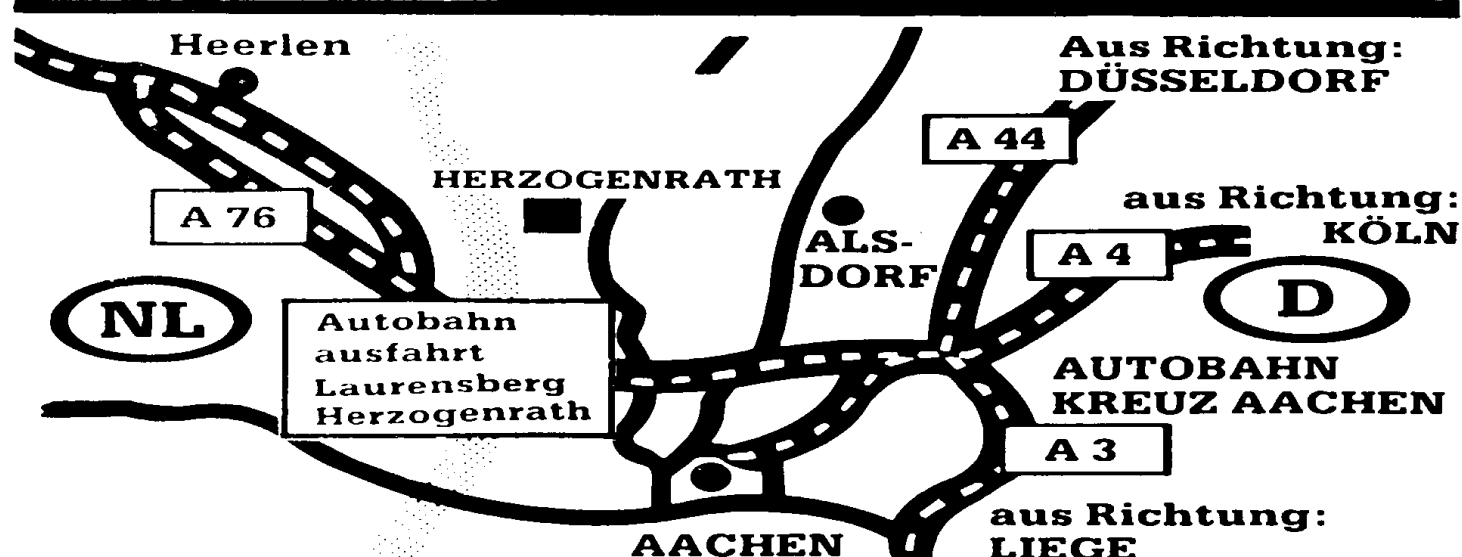 Heerlen
Aus Richtung:
DÜSSELDORF
A 44
HERZOGENRATH
aus Richtung:
KÖLN
A 76
ALS-
DORF
A 4
NL
D
Autobahn
ausfahrt
Laurensberg
Herzogenrath
AUTOBAHN
KREUZ AACHEN
A 3
aus Richtung:
LIEGE
AACHEN